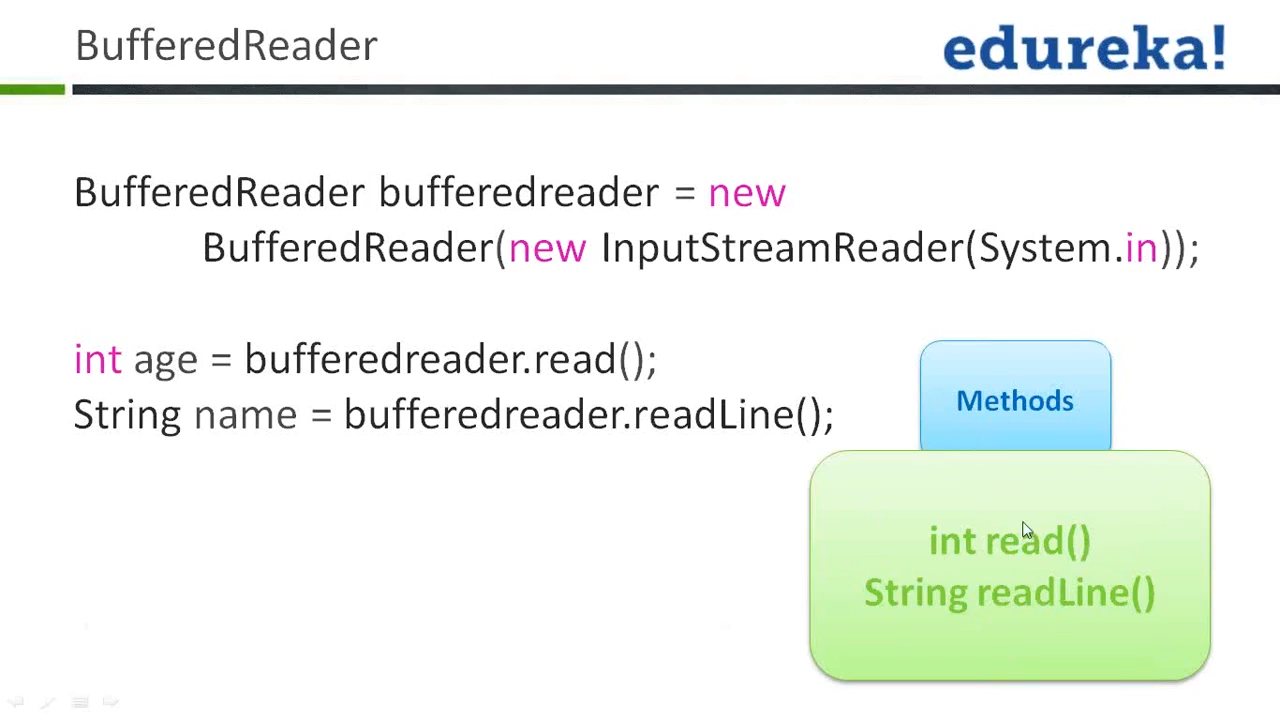 BufferedReader
edureka!
BufferedReader bufferedreader = new
BufferedReader(new InputStreamReader(System.in));
int age = bufferedreader.read();
String name = bufferedreader.readLine();
Methods
int read()
String readLine()